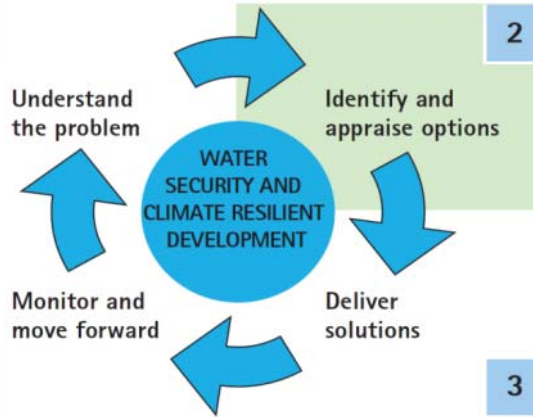 2
Understand
the problem
Identify and
appraise options
WATER
SECURITY AND
CLIMATE RESILIENT
DEVELOPMENT
Monitor and
move forward
Deliver
solutions
3